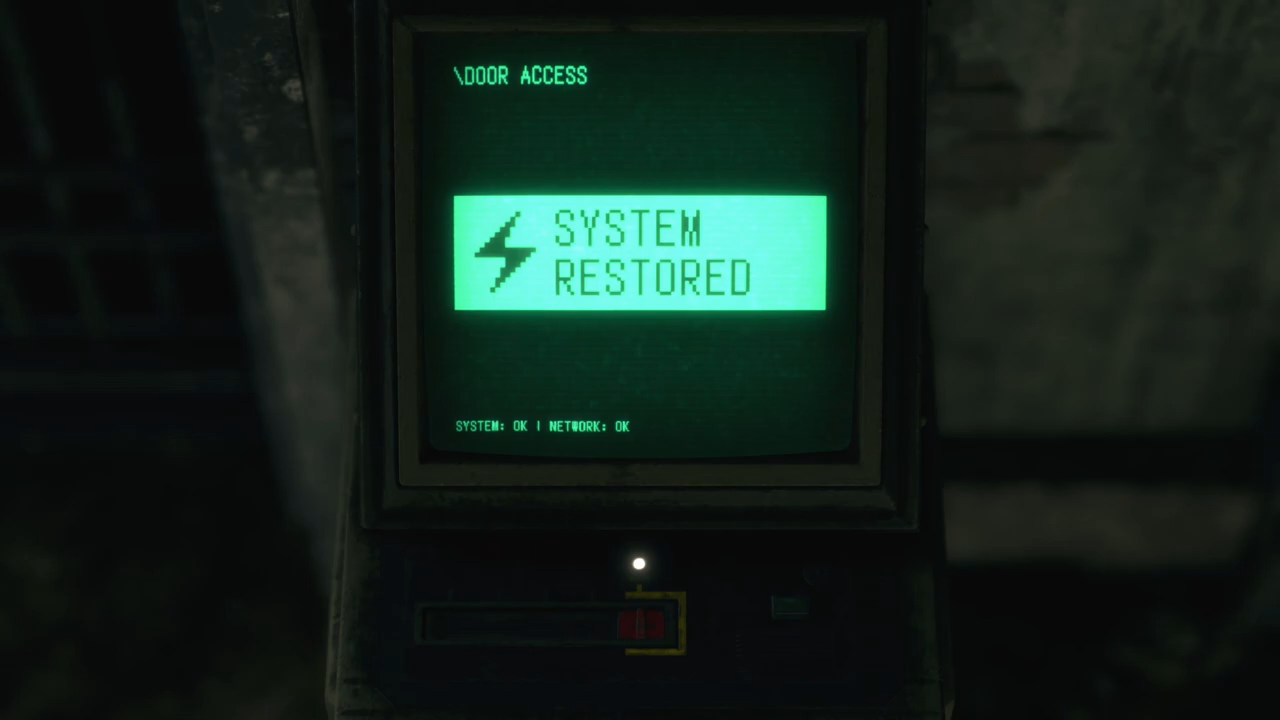 \DOOR ACCESS
SYSTEM
RESTORED
SYSTEM: OK | NETWORK: OK